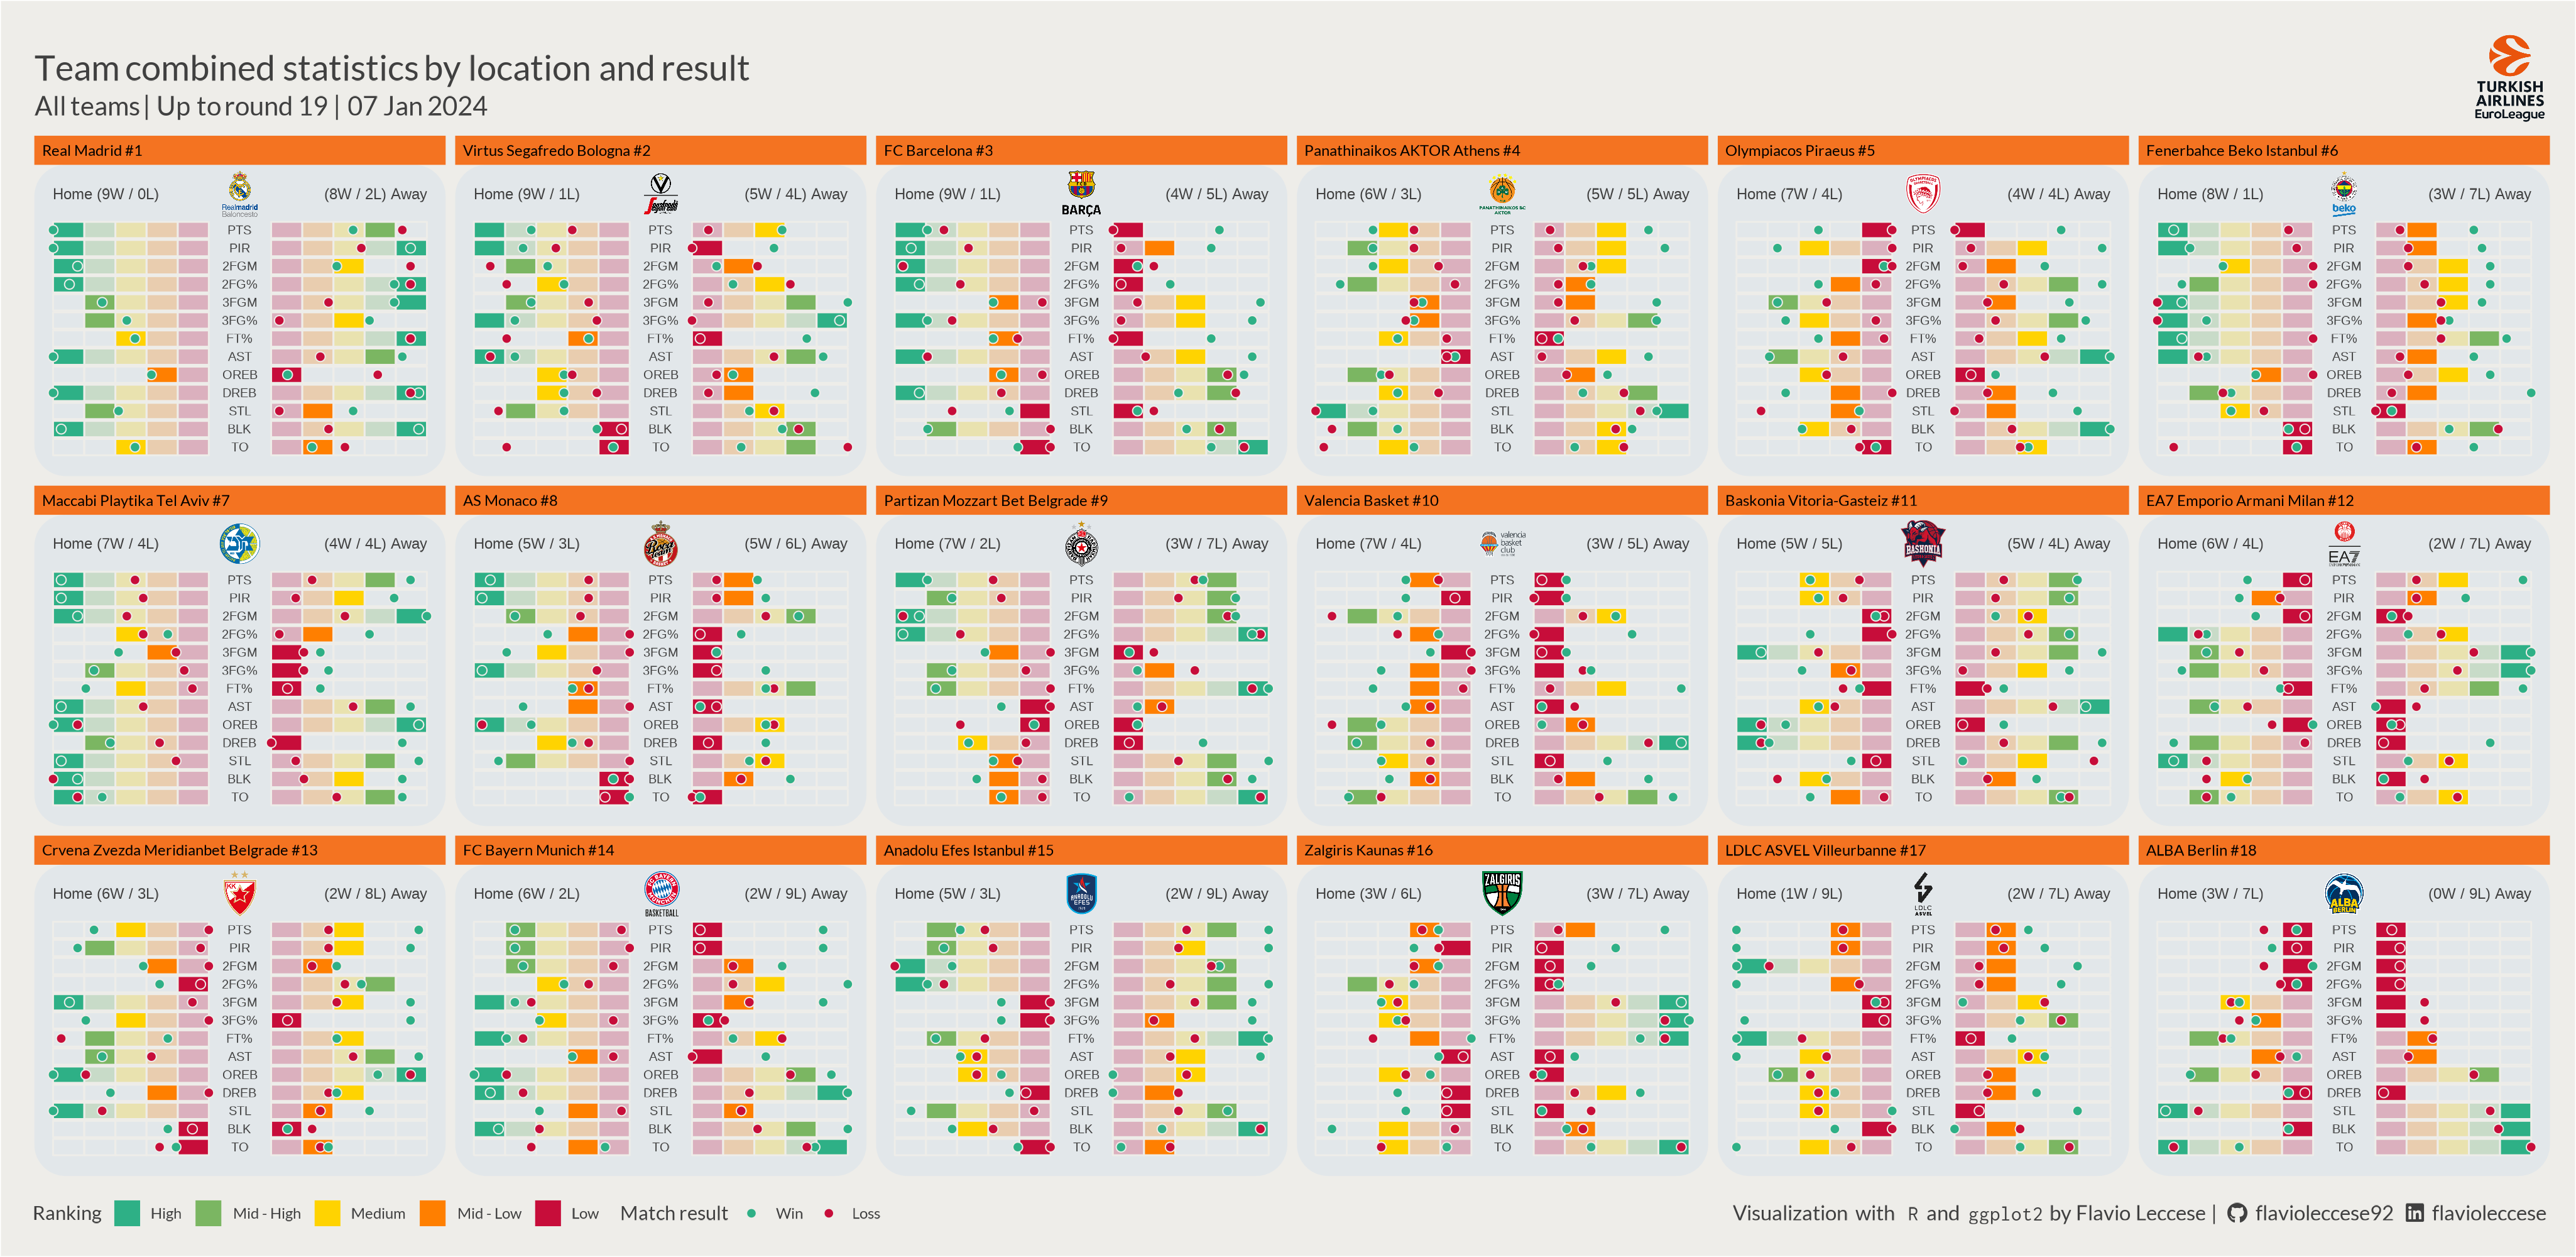 Team combined statistics by location and result
All teams | Up to round 19 | 07 Jan 2024
TURKISH
AIRLINES
EuroLeague
Real Madrid #1
Home (9W / 0L)
(8W / 2L) Away
Realmadrid
Baloncesto
PTS
PIR
2FGM
2FG%
3FGM
3FG%
FT%
AST
OREB
DREB
STL
BLK
TO
Virtus Segafredo Bologna #2
Home (9W / 1L)
(5W / 4L) Away
Segafredo
PTS
PIR
2FGM
2FG%
3FGM
3FG%
FT%
AST
OREB
DREB
STL
BLK
TO
FC Barcelona #3
Home (9W / 1L)
(4W / 5L) Away
BARÇA
PTS
PIR
2FGM
2FG%
3FGM
3FG%
FT%
AST
OREB
DREB
STL
BLK
TO
Panathinaikos AKTOR Athens #4
Home (6W / 3L)
(5W / 5L) Away
PANATHINAIKOS BC
AKTOR
PTS
PIR
2FGM
2FG%
3FGM
3FG%
FT%
AST
OREB
DREB
STL
BLK
TO
Olympiacos Piraeus #5
Home (7W / 4L)
(4W / 4L) Away
PTS
PIR
2FGM
2FG%
3FGM
3FG%
FT%
AST
OREB
DREB
STL
BLK
TO
Fenerbahce Beko Istanbul #6
Home (8W / 1L)
(3W / 7L) Away
beko
PTS
PIR
2FGM
2FG%
3FGM
3FG%
FT%
AST
OREB
DREB
STL
BLK
TO
Maccabi Playtika Tel Aviv #7
Home (7W / 4L)
(4W / 4L) Away
PTS
PIR
2FGM
2FG%
3FGM
3FG%
FT%
AST
OREB
DREB
STL
BLK
TO
AS Monaco #8
Home (5W / 3L)
(5W / 6L) Away
Roca
team
PTS
PIR
2FGM
2FG%
3FGM
3FG%
FT%
AST
OREB
DREB
STL
BLK
TO
Partizan Mozzart Bet Belgrade #9
Home (7W / 2L)
(3W / 7L) Away
PTS
PIR
2FGM
2FG%
3FGM
3FG%
FT%
AST
OREB
DREB
STL
BLK
TO
Valencia Basket #10
Home (7W / 4L)
(3W / 5L) Away
valencia
basket
club
PTS
PIR
2FGM
2FG%
3FGM
3FG%
FT%
AST
OREB
DREB
STL
BLK
TO
Baskonia Vitoria-Gasteiz #11
Home (5W / 5L)
(5W / 4L) Away
BASKONIA
PTS
PIR
2FGM
2FG%
3FGM
3FG%
FT%
AST
OREB
DREB
STL
BLK
TO
EA7 Emporio Armani Milan #12
Home (6W / 4L)
(2W / 7L) Away
EA7
PTS
PIR
2FGM
2FG%
3FGM
3FG%
FT%
AST
OREB
DREB
STL
BLK
TO
Crvena Zvezda Meridianbet Belgrade #13
Home (6W / 3L)
(2W / 8L) Away
KK
PTS
PIR
2FGM
2FG%
3FGM
3FG%
FT%
AST
OREB
DREB
STL
BLK
TO
FC Bayern Munich #14
Home (6W / 2L)
(2W / 9L) Away
BASKETBALL
PTS
PIR
2FGM
2FG%
3FGM
3FG%
FT%
AST
OREB
DREB
STL
BLK
TO
Anadolu Efes Istanbul #15
Home (5W / 3L)
(2W / 9L) Away
ANADOLU
EFES
PTS
PIR
2FGM
2FG%
3FGM
3FG%
FT%
AST
OREB
DREB
STL
BLK
TO
Zalgiris Kaunas #16
Home (3W / 6L)
(3W / 7L) Away
ZALGIRIS
PTS
PIR
2FGM
2FG%
3FGM
3FG%
FT%
AST
OREB
DREB
STL
BLK
TO
LDLC ASVEL Villeurbanne #17
Home (1W / 9L)
(2W / 7L) Away
LDLC
ASVEL
PTS
PIR
2FGM
2FG%
3FGM
3FG%
FT%
AST
OREB
DREB
STL
BLK
TO
ALBA Berlin #18
Home (3W / 7L)
(0W / 9L) Away
ALBA
BERLIN
PTS
PIR
2FGM
2FG%
3FGM
3FG%
FT%
AST
OREB
DREB
STL
BLK
TO
Ranking High Mid - High Medium Mid - Low Low Match result Win Loss
Visualization with R and ggplot2 by Flavio Leccese | flavioleccese92 flavioleccese